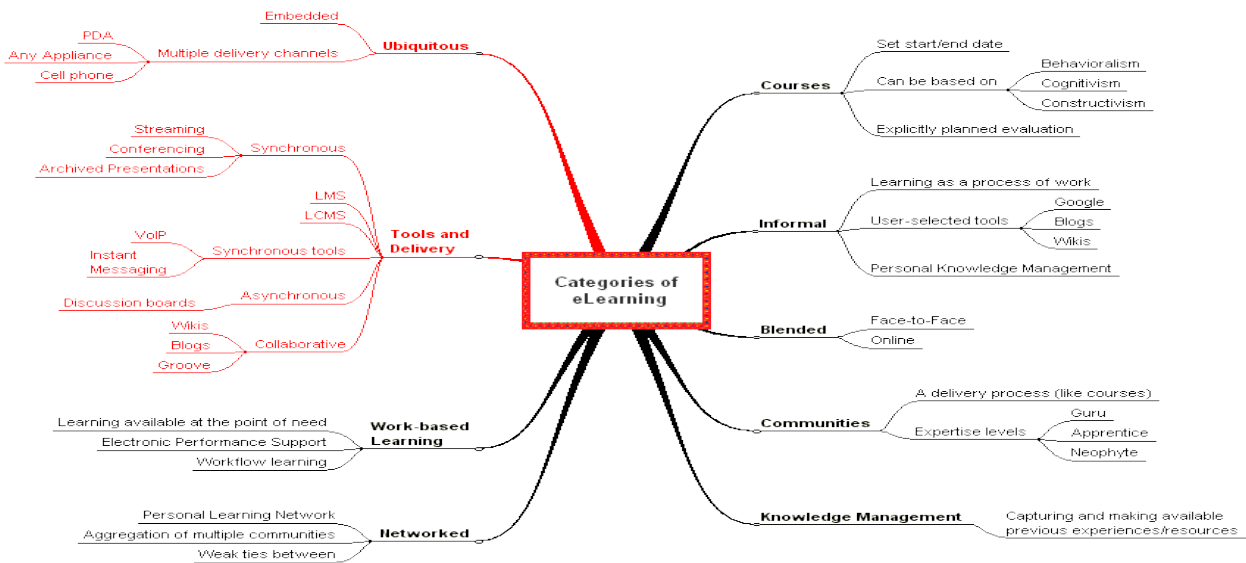 Categories of
eLearning
Ubiquitous
Embedded
Multiple delivery channels
PDA
Any Appliance
Cell phone
Tools and
Delivery
Synchronous
Streaming
Conferencing
Archived Presentations
LMS
LCMS
Synchronous tools
VoIP
Instant
Messaging
Asynchronous
Discussion boards
Collaborative
Wikis
Blogs
Groove
Work-based
Learning
Learning available at the point of need
Electronic Performance Support
Workflow learning
Networked
Personal Learning Network
Aggregation of multiple communities
Weak ties between
Courses
Set start/end date
Can be based on
Behavioralism
Cognitivism
Constructivism
Explicitly planned evaluation
Informal
Learning as a process of work
User-selected tools
Google
Blogs
Wikis
Personal Knowledge Management
Blended
Face-to-Face
Online
Communities
A delivery process (like courses)
Expertise levels
Guru
Apprentice
Neophyte
Knowledge Management
Capturing and making available
previous experiences/resources